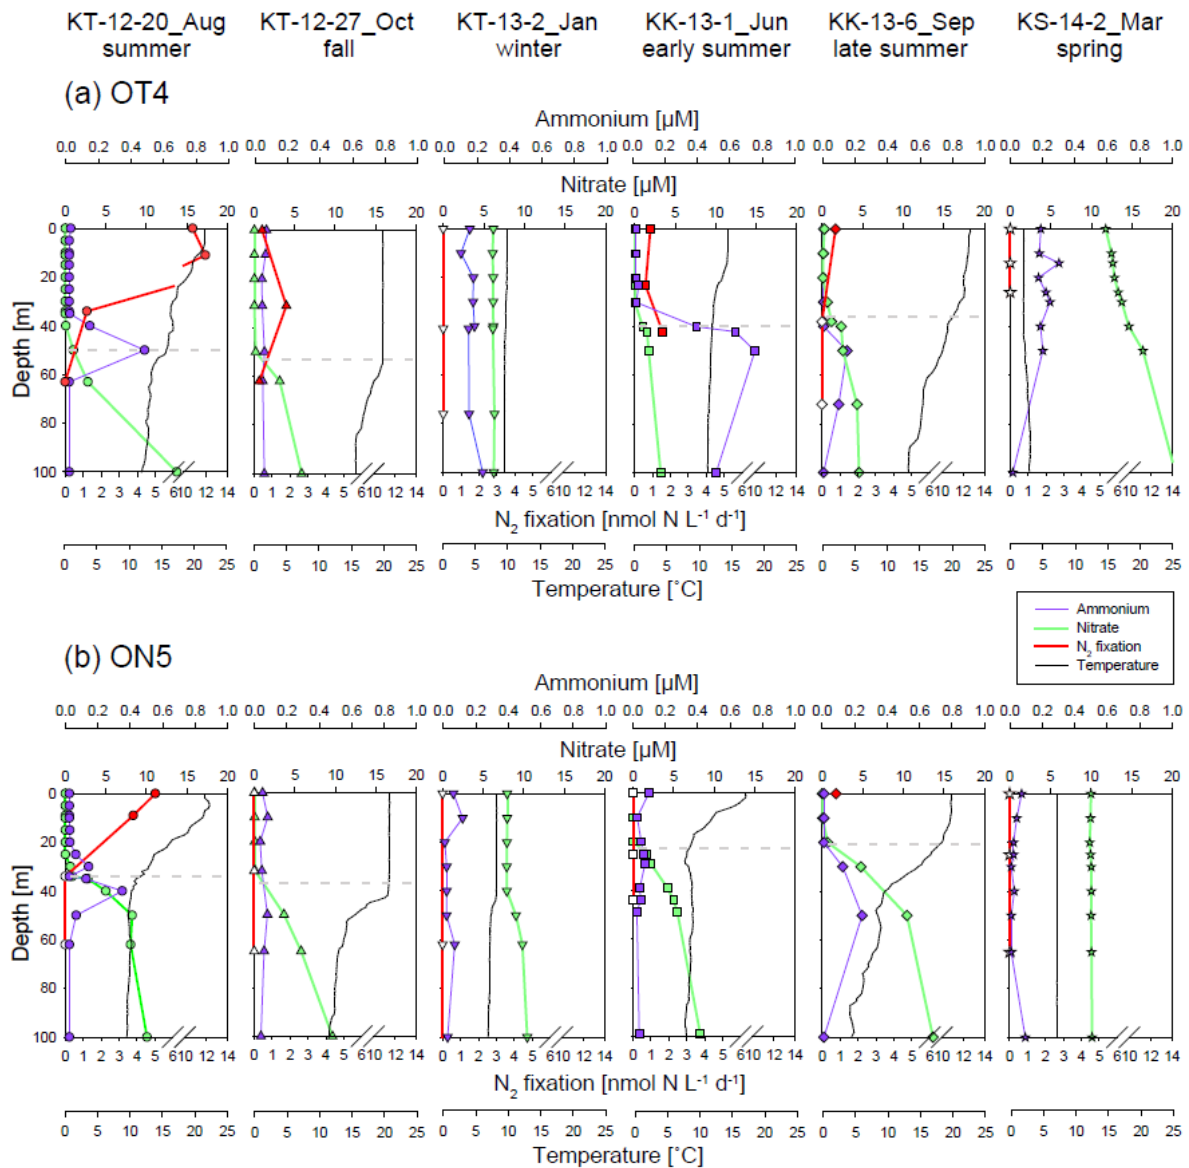 KT-12-20_Aug KT-12-27_Oct KT-13-2_Jan KK-13-1_Jun KK-13-6_Sep KS-14-2_Mar
summer fall winter early summer late summer spring
(a) OT4
Ammonium [µM]
0.0 0.2 0.4 0.6 0.8 1.0 0.0 0.2 0.4 0.6 0.8 1.0 0.0 0.2 0.4 0.6 0.8 1.0 0.0 0.2 0.4 0.6 0.8 1.0 0.0 0.2 0.4 0.6 0.8 1.0 0.0 0.2 0.4 0.6 0.8 1.0
Nitrate [µM]
0 5 10 15 20 0 5 10 15 20 0 5 10 15 20 0 5 10 15 20 0 5 10 15 20 0 5 10 15 20
0
20
40
60
80
100
Depth [m]
0 1 2 3 4 5 610 12 14 0 1 2 3 4 5 610 12 14 0 1 2 3 4 5 610 12 14 0 1 2 3 4 5 610 12 14 0 1 2 3 4 5 610 12 14 0 1 2 3 4 5 610 12 14
N2 fixation [nmol N L-1 d-1]
0 5 10 15 20 25 0 5 10 15 20 25 0 5 10 15 20 25 0 5 10 15 20 25 0 5 10 15 20 25 0 5 10 15 20 25
Temperature [˚C]
Ammonium
Nitrate
N2 fixation
Temperature
(b) ON5
Ammonium [µM]
0.0 0.2 0.4 0.6 0.8 1.0 0.0 0.2 0.4 0.6 0.8 1.0 0.0 0.2 0.4 0.6 0.8 1.0 0.0 0.2 0.4 0.6 0.8 1.0 0.0 0.2 0.4 0.6 0.8 1.0 0.0 0.2 0.4 0.6 0.8 1.0
Nitrate [µM]
0 5 10 15 20 0 5 10 15 20 0 5 10 15 20 0 5 10 15 20 0 5 10 15 20 0 5 10 15 20
0
20
40
60
80
100
Depth [m]
0 1 2 3 4 5 610 12 14 0 1 2 3 4 5 610 12 14 0 1 2 3 4 5 610 12 14 0 1 2 3 4 5 610 12 14 0 1 2 3 4 5 610 12 14 0 1 2 3 4 5 610 12 14
N2 fixation [nmol N L-1 d-1]
0 5 10 15 20 25 0 5 10 15 20 25 0 5 10 15 20 25 0 5 10 15 20 25 0 5 10 15 20 25 0 5 10 15 20 25
Temperature [˚C]